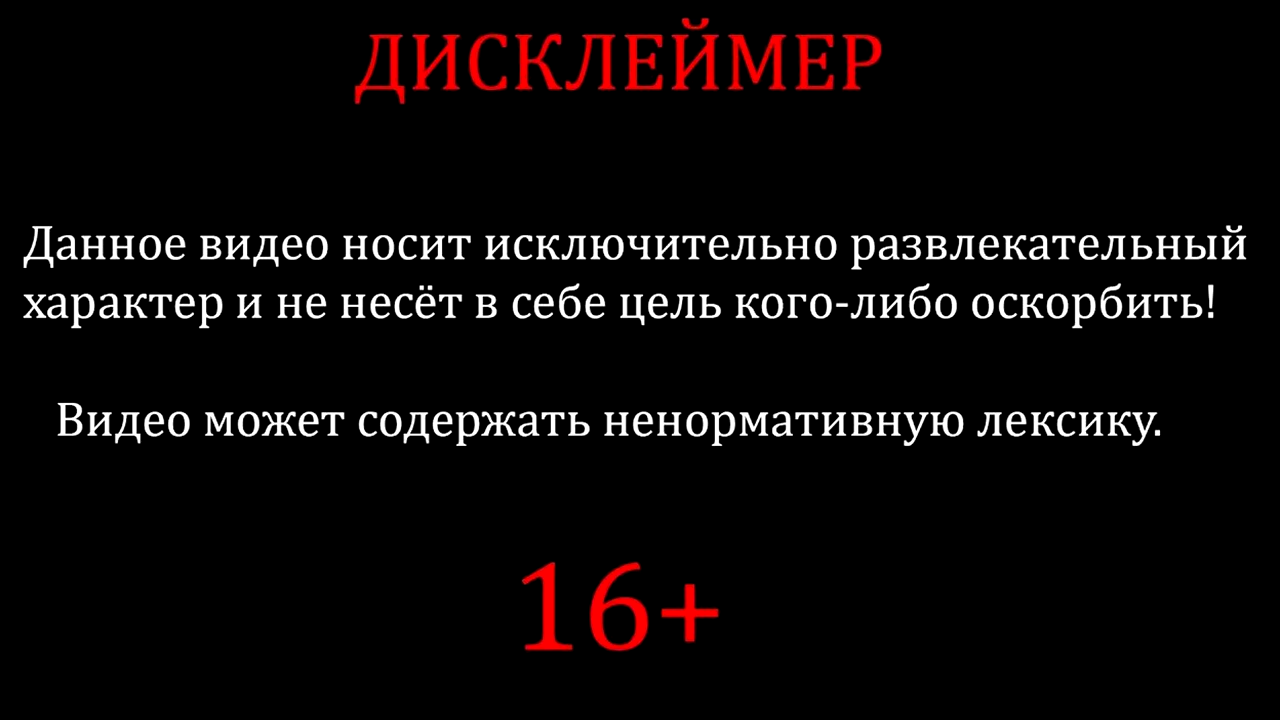 ДИСКЛЕЙМЕР
Данное видео носит исключительно развлекательный
характер и не несёт в себе цель кого-либо оскорбить!
Видео может содержать ненормативную лексику.
16+